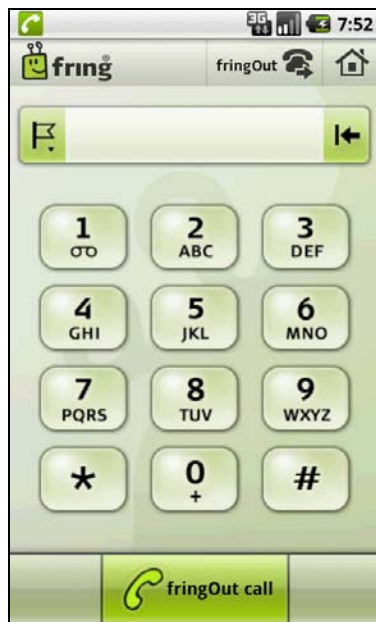 3G 7:52
fring® fringOut
1 2 ABC 3 DEF
4 GHI 5 JKL 6 MNO
7 PQRS 8 TUV 9 WXYZ
* 0 + #
fringOut call